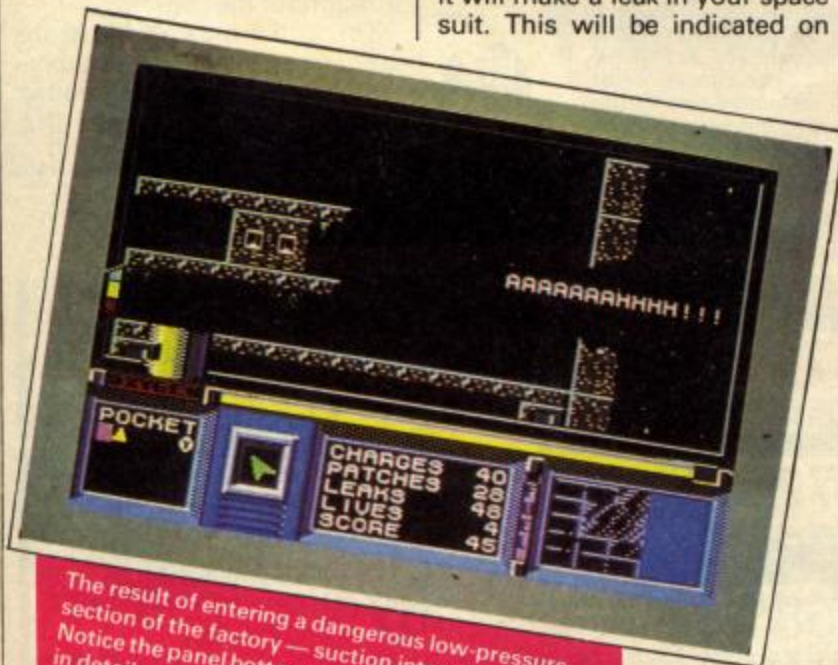 it will make a leak in your space
suit. This will be indicated on
AAAAAAAHHHH!!!
POCKET
CHARGES 40
PATCHES 28
LEAKS 48
LIVES 4
SCORE 45
The result of entering a dangerous low-pressure
section of the factory — suction
Notice the panel
in